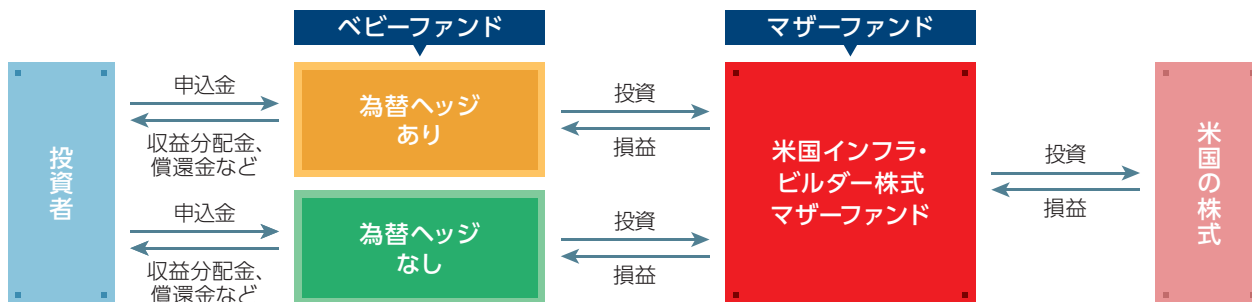 ベビーファンド
マザーファンド
投資者
申込金
収益分配金、
償還金など
為替ヘッジ
あり
投資
損益
申込金
収益分配金、
償還金など
為替ヘッジ
なし
投資
損益
米国インフラ・
ビルダー株式
マザーファンド
投資
損益
米国の株式